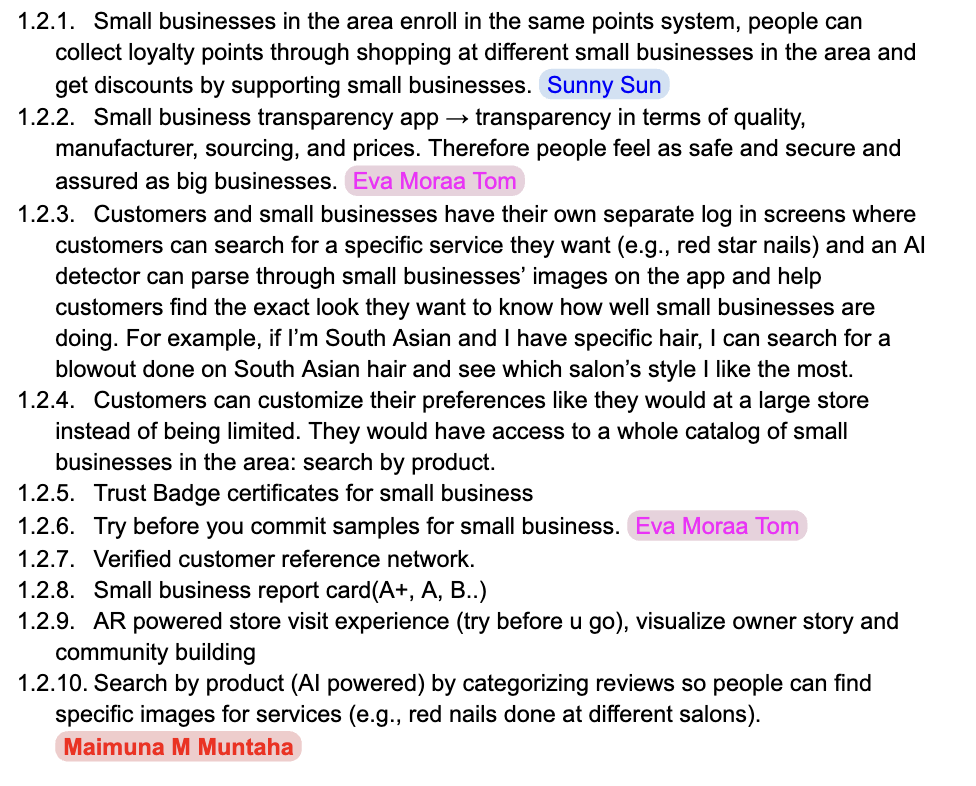 1.2.1. Small businesses in the area enroll in the same points system, people can
collect loyalty points through shopping at different small businesses in the area and
get discounts by supporting small businesses. Sunny Sun
1.2.2. Small business transparency app → transparency in terms of quality,
manufacturer, sourcing, and prices. Therefore people feel as safe and secure and
assured as big businesses. Eva Moraa Tom
1.2.3. Customers and small businesses have their own separate log in screens where
customers can search for a specific service they want (e.g., red star nails) and an AI
detector can parse through small businesses’ images on the app and help
customers find the exact look they want to know how well small businesses are
doing. For example, if I’m South Asian and I have specific hair, I can search for a
blowout done on South Asian hair and see which salon’s style I like the most.
1.2.4. Customers can customize their preferences like they would at a large store
instead of being limited. They would have access to a whole catalog of small
businesses in the area: search by product.
1.2.5. Trust Badge certificates for small business
1.2.6. Try before you commit samples for small business. Eva Moraa Tom
1.2.7. Verified customer reference network.
1.2.8. Small business report card(A+, A, B..)
1.2.9. AR powered store visit experience (try before u go), visualize owner story and
community building
1.2.10. Search by product (AI powered) by categorizing reviews so people can find
specific images for services (e.g., red nails done at different salons).
Maimuna M Muntaha